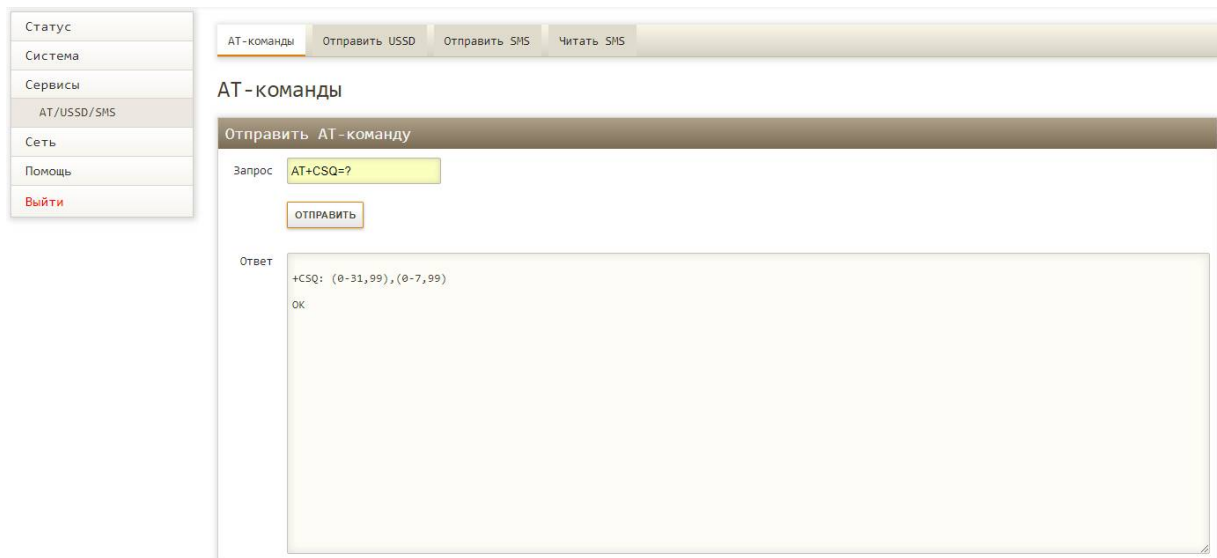 Статус
Система
Сервисы
AT/USSD/SMS
Сеть
Помощь
Выйти
AT-команды Отправить USSD Отправить SMS Читать SMS
AT-команды
Отправить AT-команду
Запрос AT+CSQ=?
ОТПРАВИТЬ
Ответ
+CSQ: (0-31,99),(0-7,99)
OK